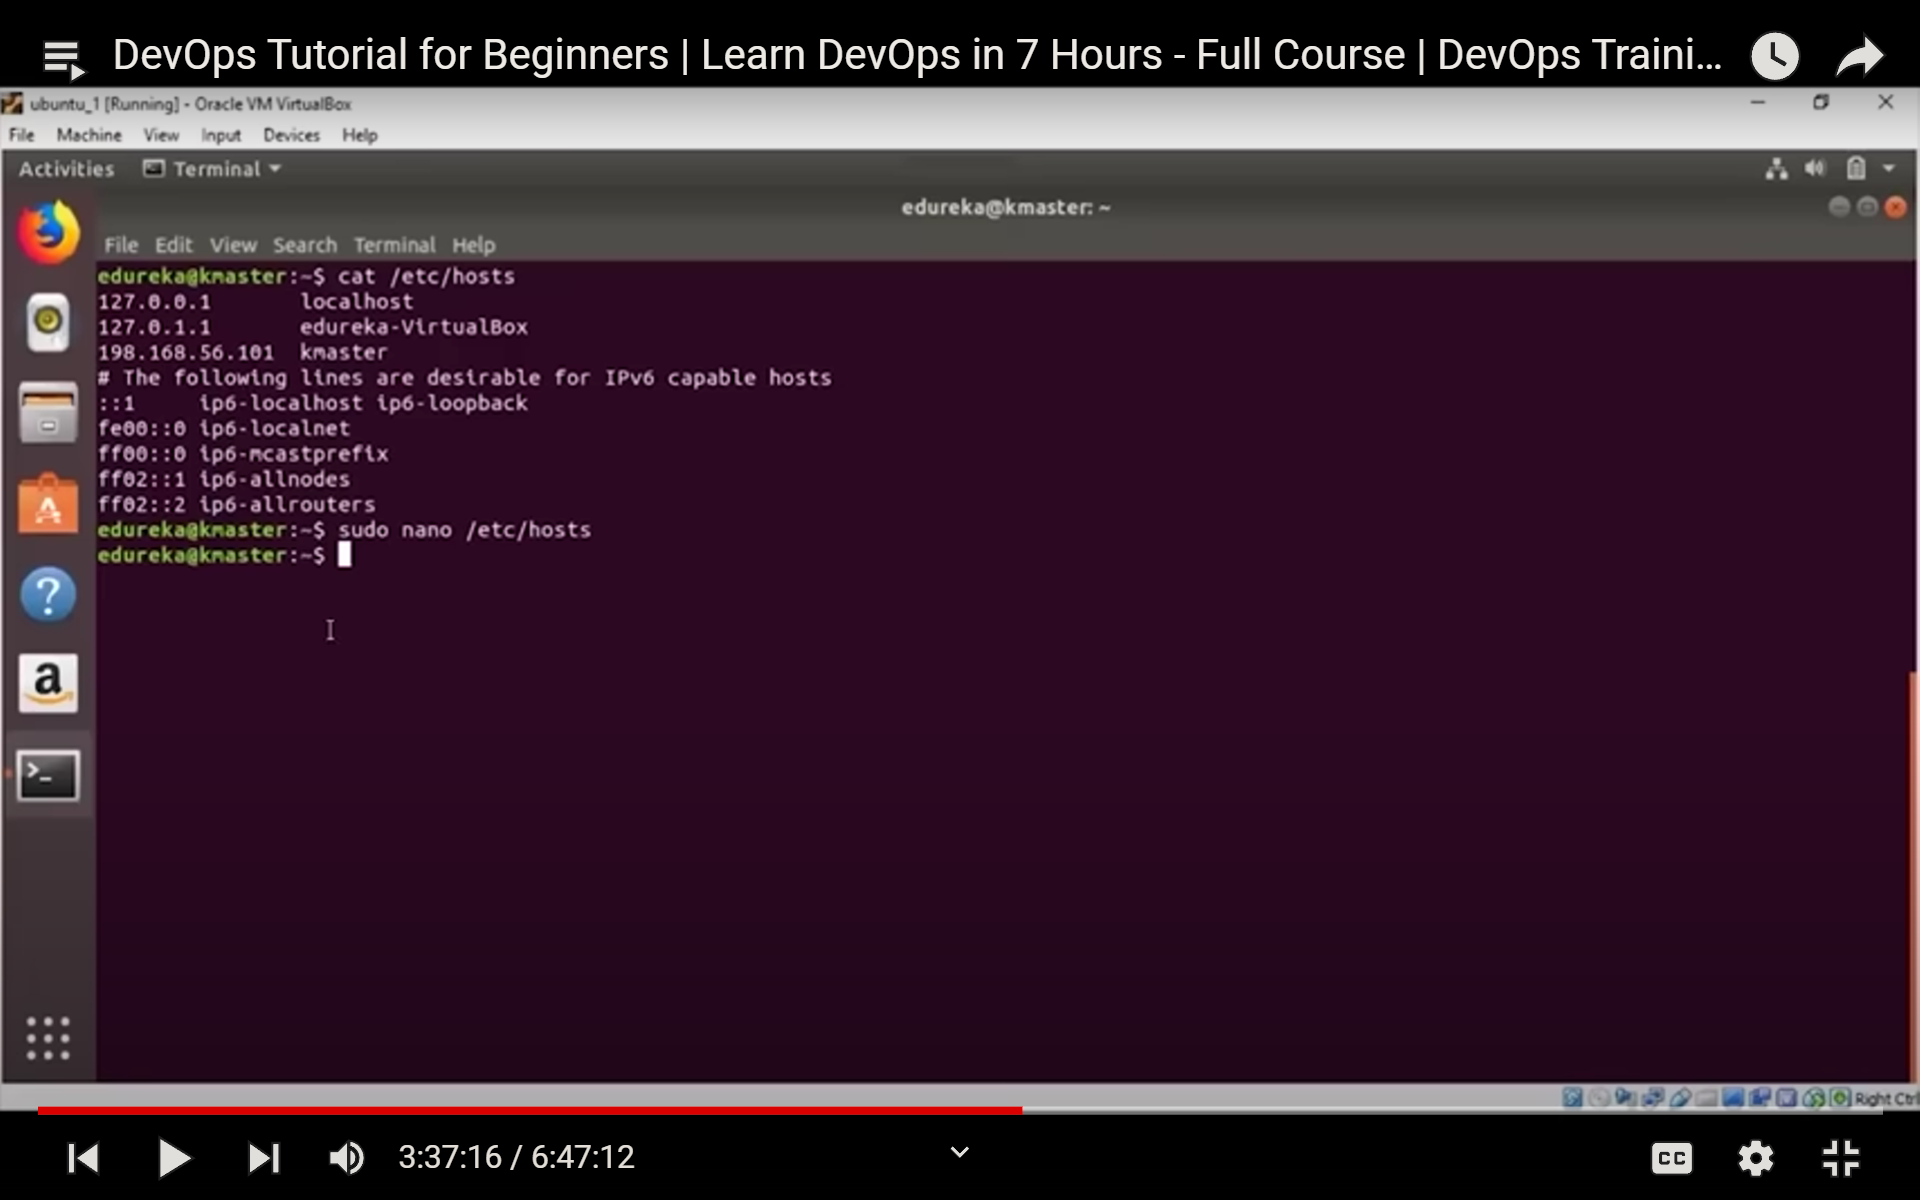 DevOps Tutorial for Beginners | Learn DevOps in 7 Hours - Full Course | DevOps Traini...
ubuntu_1 [Running] - Oracle VM VirtualBox
File Machine View Input Devices Help
Activities Terminal
edureka@kmaster: ~
File Edit View Search Terminal Help
edureka@kmaster:~$ cat /etc/hosts
127.0.0.1 localhost
127.0.1.1 edureka-VirtualBox
198.168.56.101 kmaster
# The following lines are desirable for IPv6 capable hosts
::1 ip6-localhost ip6-loopback
fe00::0 ip6-localnet
ff00::0 ip6-mcastprefix
ff02::1 ip6-allnodes
ff02::2 ip6-allrouters
edureka@kmaster:~$ sudo nano /etc/hosts
edureka@kmaster:~$
a
Right Ctrl
3:37:16 / 6:47:12
CC